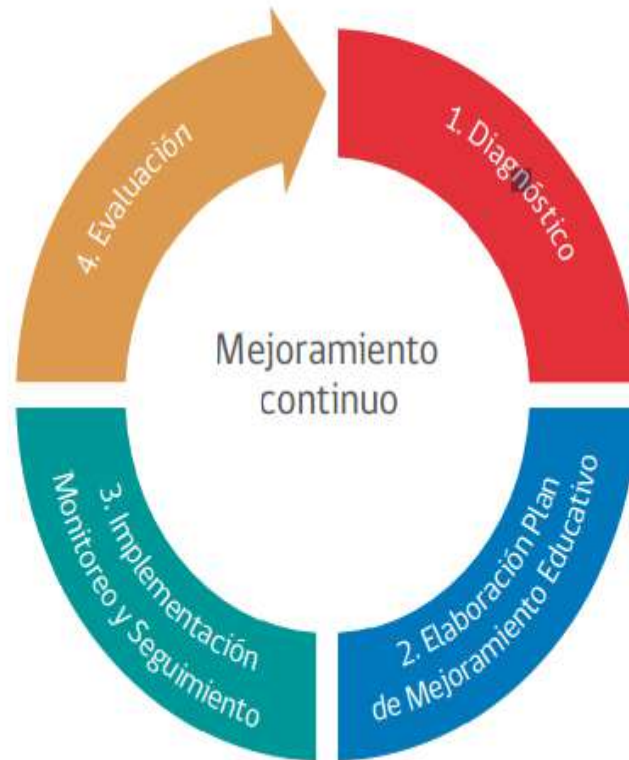 1. Diagnóstico
2. Elaboración Plan
de Mejoramiento Educativo
3. Implementación
Monitoreo y Seguimiento
4. Evaluación
Mejoramiento
continuo